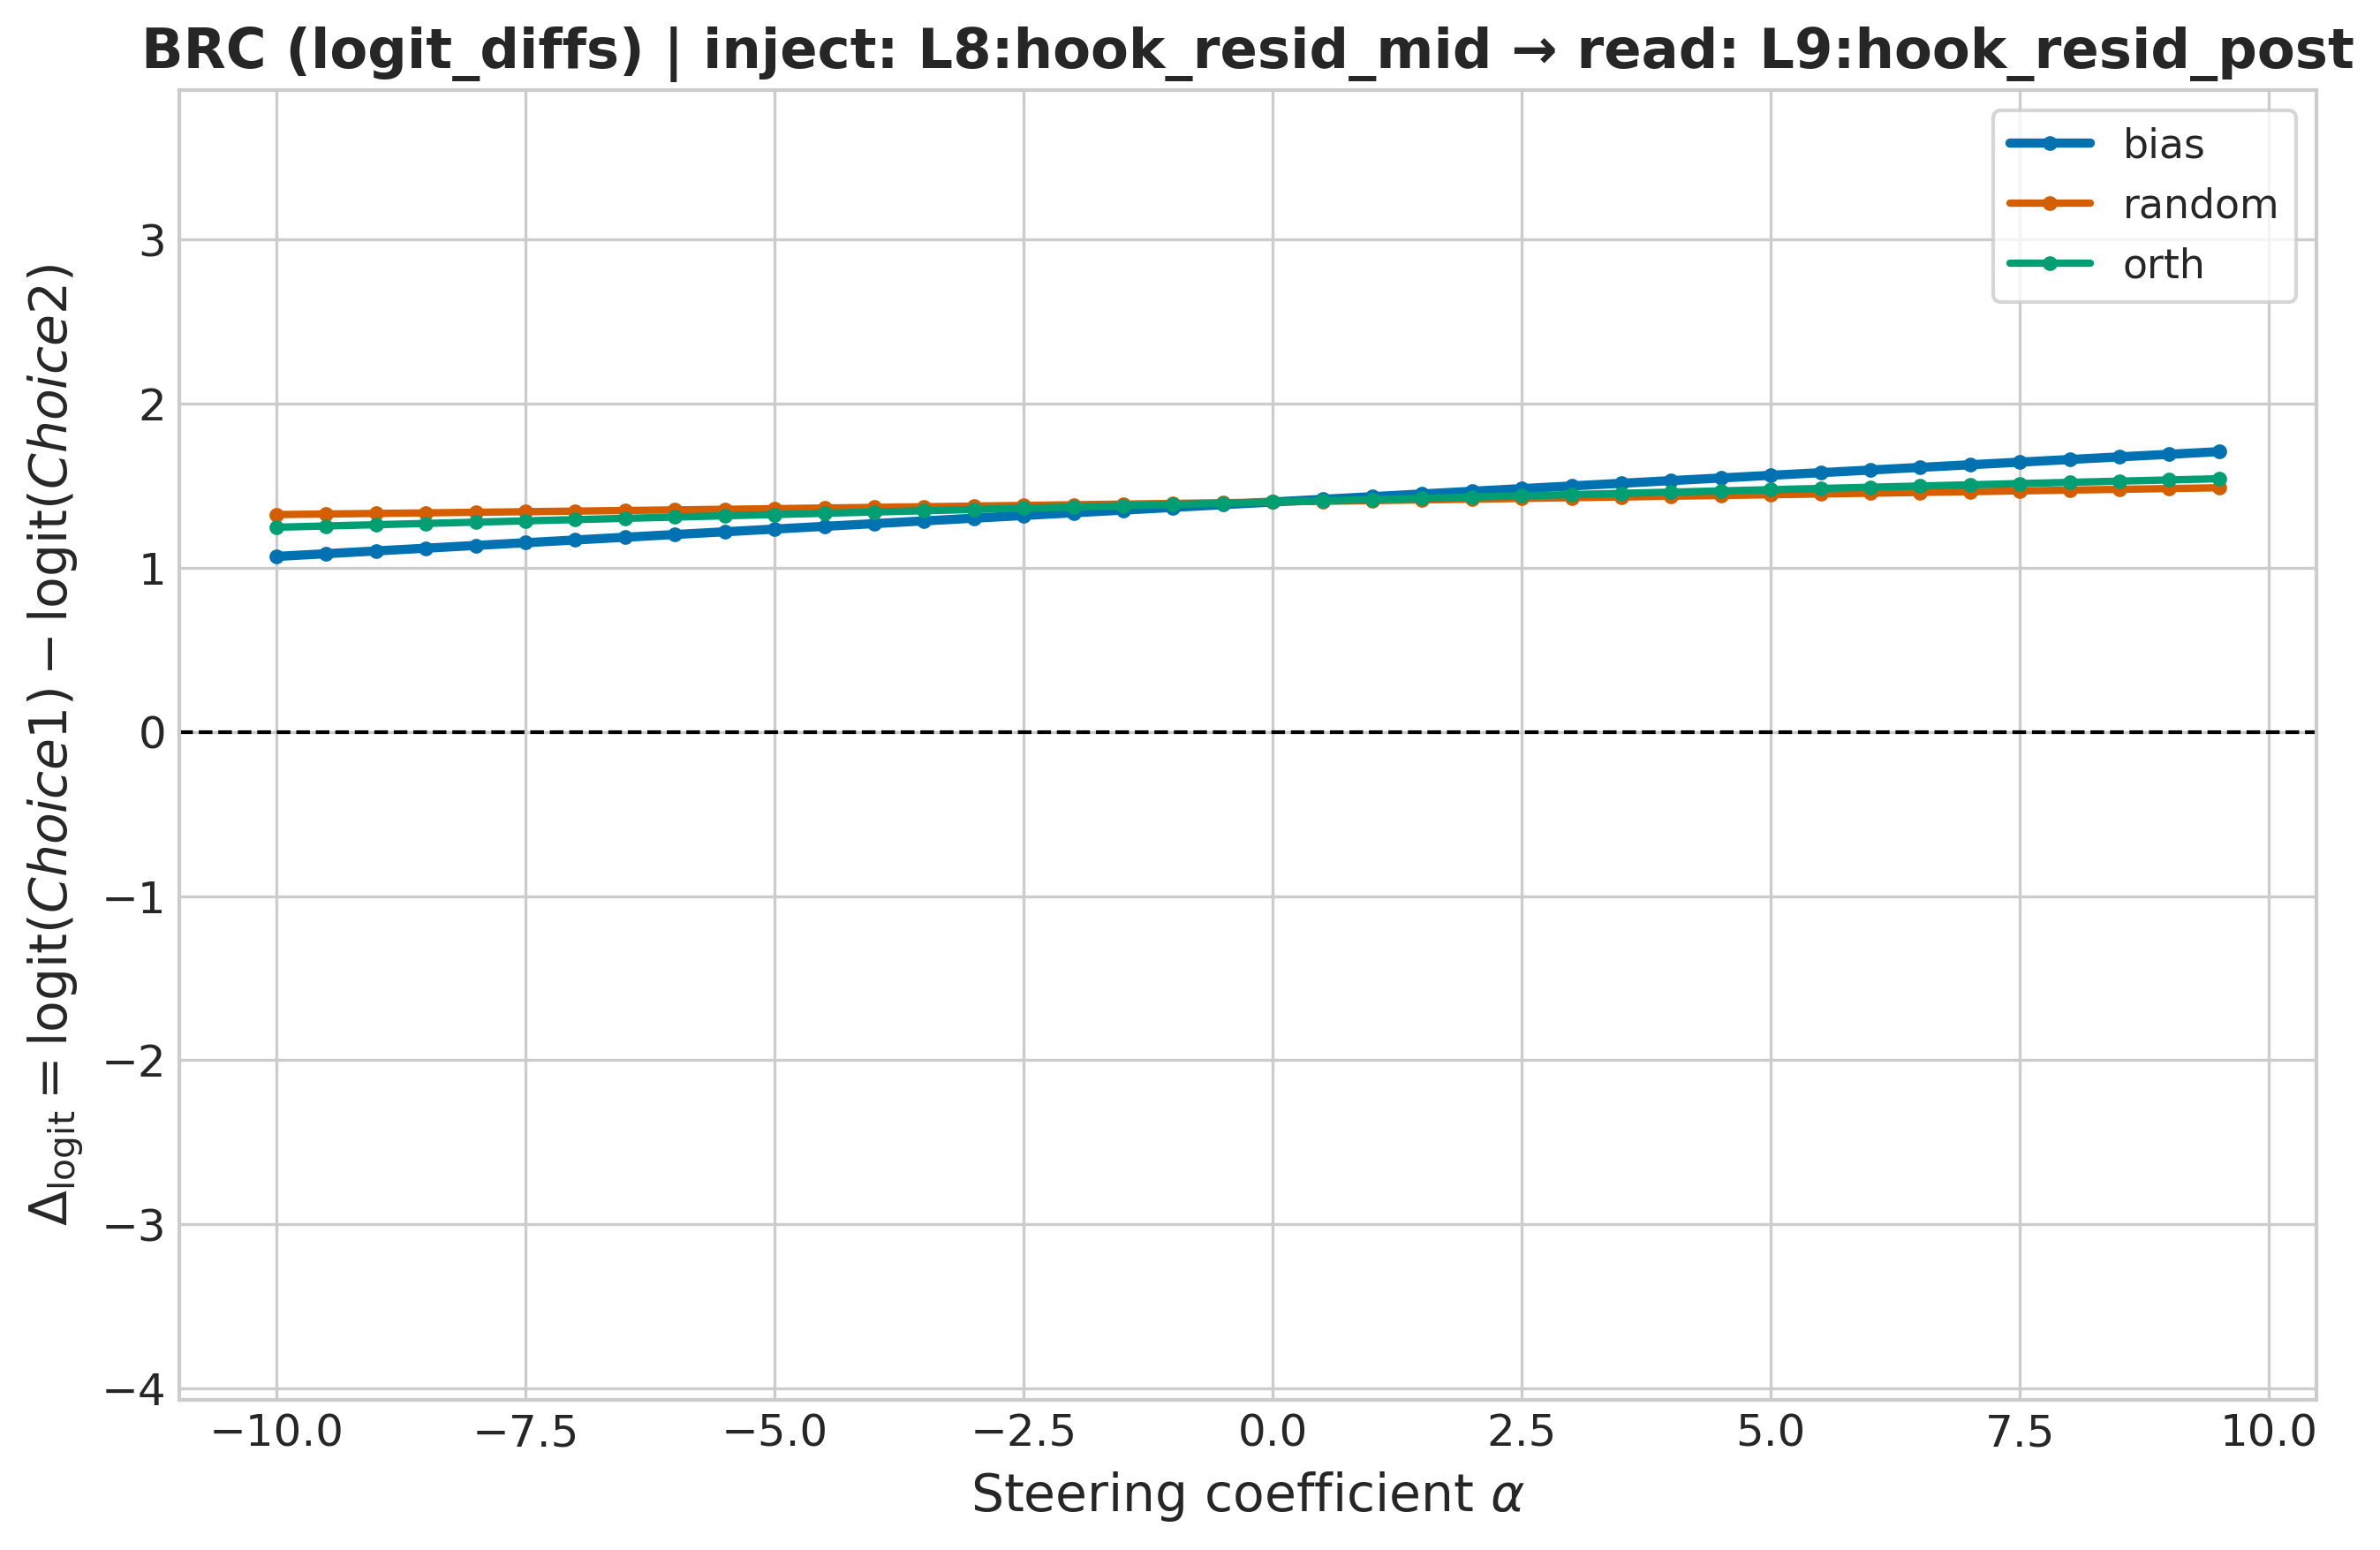 BRC (logit_diffs) | inject: L8:hook_resid_mid → read: L9:hook_resid_post
Δlogit = logit(Choice1) − logit(Choice2)
3
2
1
0
−1
−2
−3
−4
bias
random
orth
−10.0
−7.5
−5.0
−2.5
0.0
2.5
5.0
7.5
10.0
Steering coefficient α